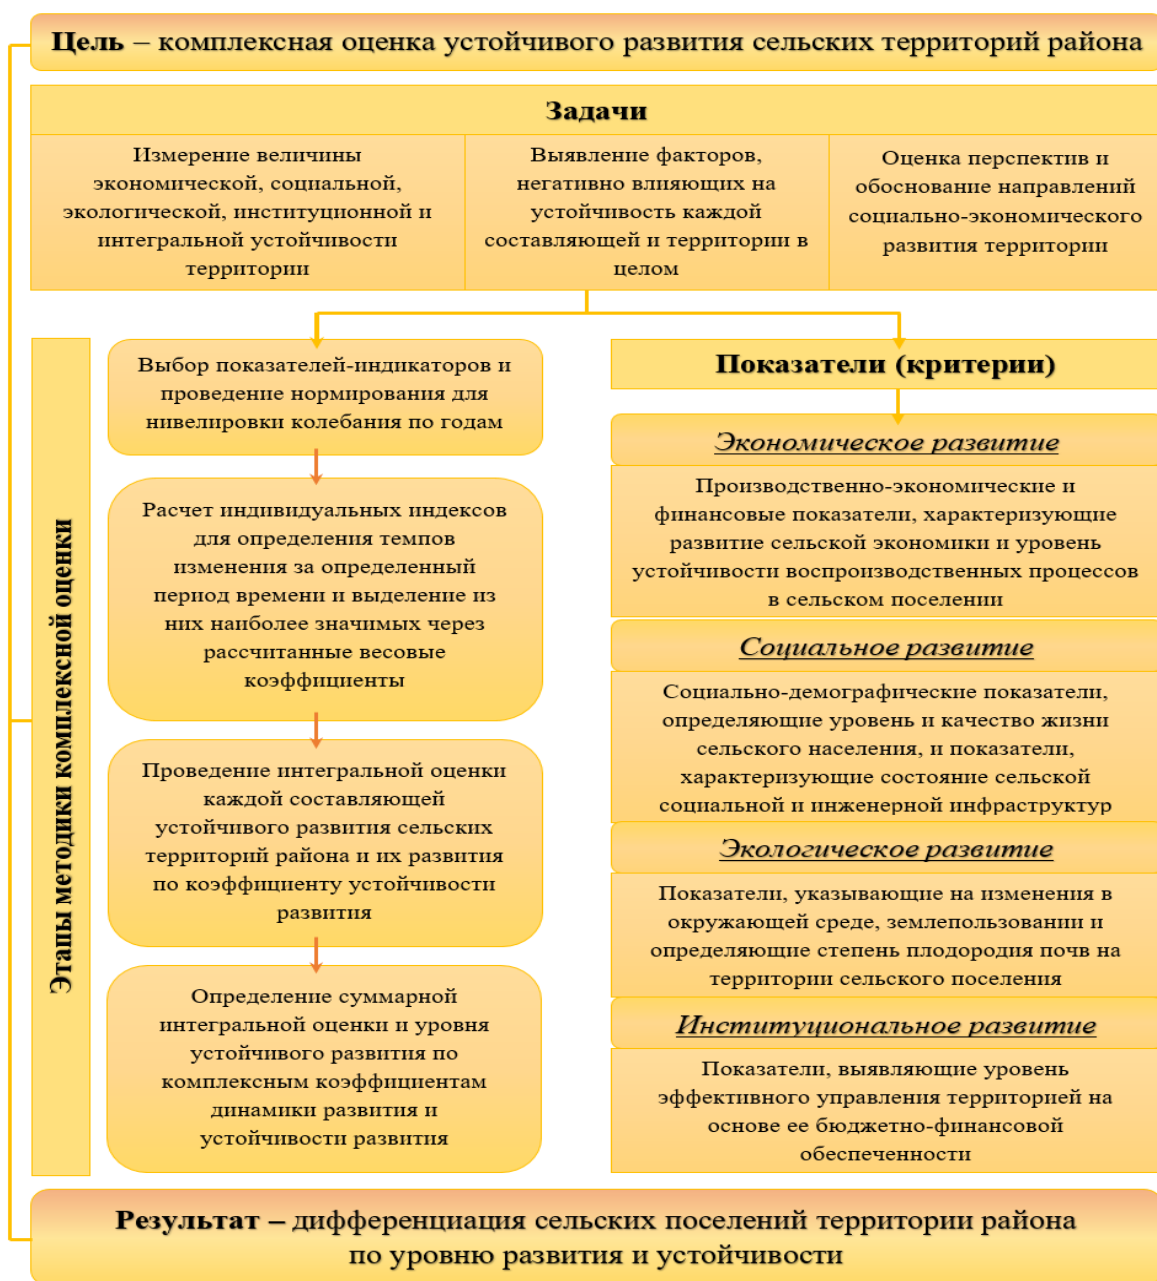 Цель – комплексная оценка устойчивого развития сельских территорий района
Задачи
Измерение величины
экономической, социальной,
экологической, институционной и
интегральной устойчивости
территории
Выявление факторов,
негативно влияющих на
устойчивость каждой
составляющей и территории в
целом
Оценка перспектив и
обоснование направлений
социально-экономического
развития территории
Этапы методики комплексной оценки
Выбор показателей-индикаторов и
проведение нормирования для
нивелировки колебания по годам
Расчет индивидуальных индексов
для определения темпов
изменения за определенный
период времени и выделение из
них наиболее значимых через
рассчитанные весовые
коэффициенты
Проведение интегральной оценки
каждой составляющей
устойчивого развития сельских
территорий района и их развития
по коэффициенту устойчивости
развития
Определение суммарной
интегральной оценки и уровня
устойчивого развития по
комплексным коэффициентам
динамики развития и
устойчивости развития
Показатели (критерии)
Экономическое развитие
Производственно-экономические и
финансовые показатели, характеризующие
развитие сельской экономики и уровень
устойчивости воспроизводственных процессов
в сельском поселении
Социальное развитие
Социально-демографические показатели,
определяющие уровень и качество жизни
сельского населения, и показатели,
характеризующие состояние сельской
социальной и инженерной инфраструктур
Экологическое развитие
Показатели, указывающие на изменения в
окружающей среде, землепользовании и
определяющие степень плодородия почв на
территории сельского поселения
Институциональное развитие
Показатели, выявляющие уровень
эффективного управления территорией на
основе ее бюджетно-финансовой
обеспеченности
Результат – дифференциация сельских поселений территории района
по уровню развития и устойчивости